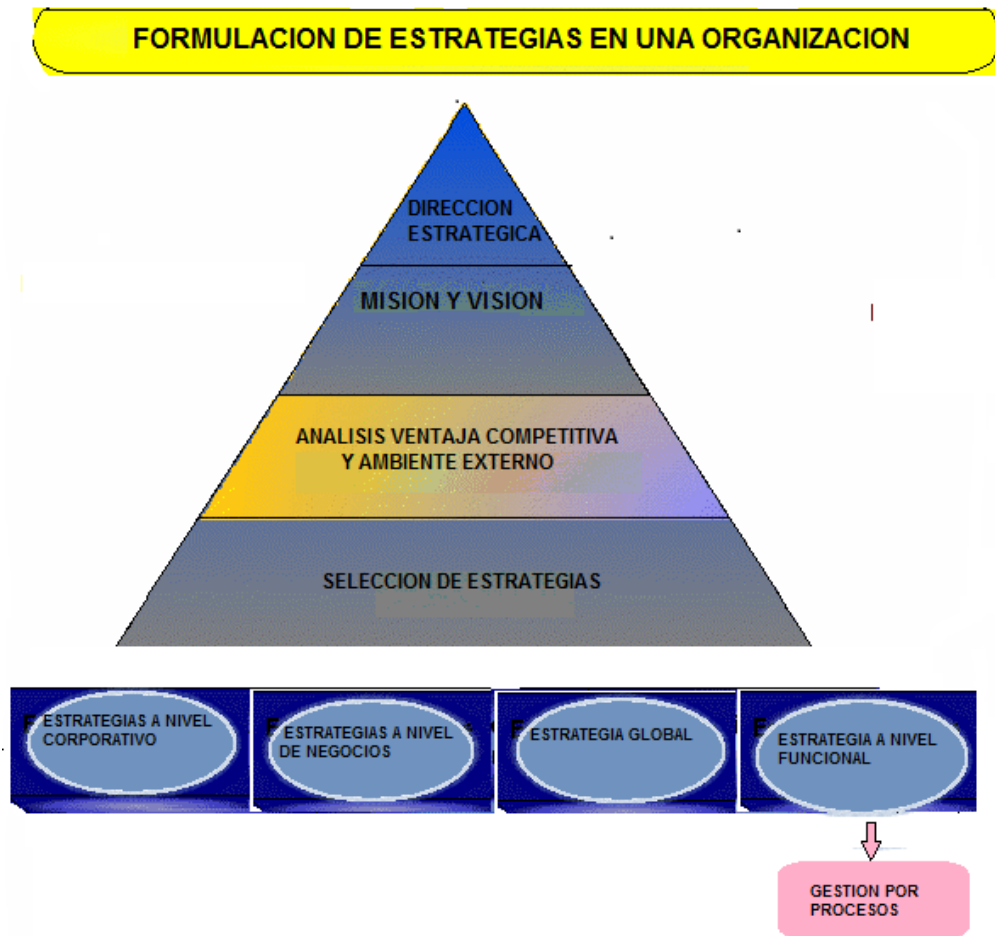 FORMULACION DE ESTRATEGIAS EN UNA ORGANIZACION
DIRECCION
ESTRATEGICA
MISION Y VISION
ANALISIS VENTAJA COMPETITIVA
Y AMBIENTE EXTERNO
SELECCION DE ESTRATEGIAS
ESTRATEGIAS A NIVEL
CORPORATIVO
ESTRATEGIAS A NIVEL
DE NEGOCIOS
ESTRATEGIA GLOBAL
ESTRATEGIA A NIVEL
FUNCIONAL
GESTION POR
PROCESOS